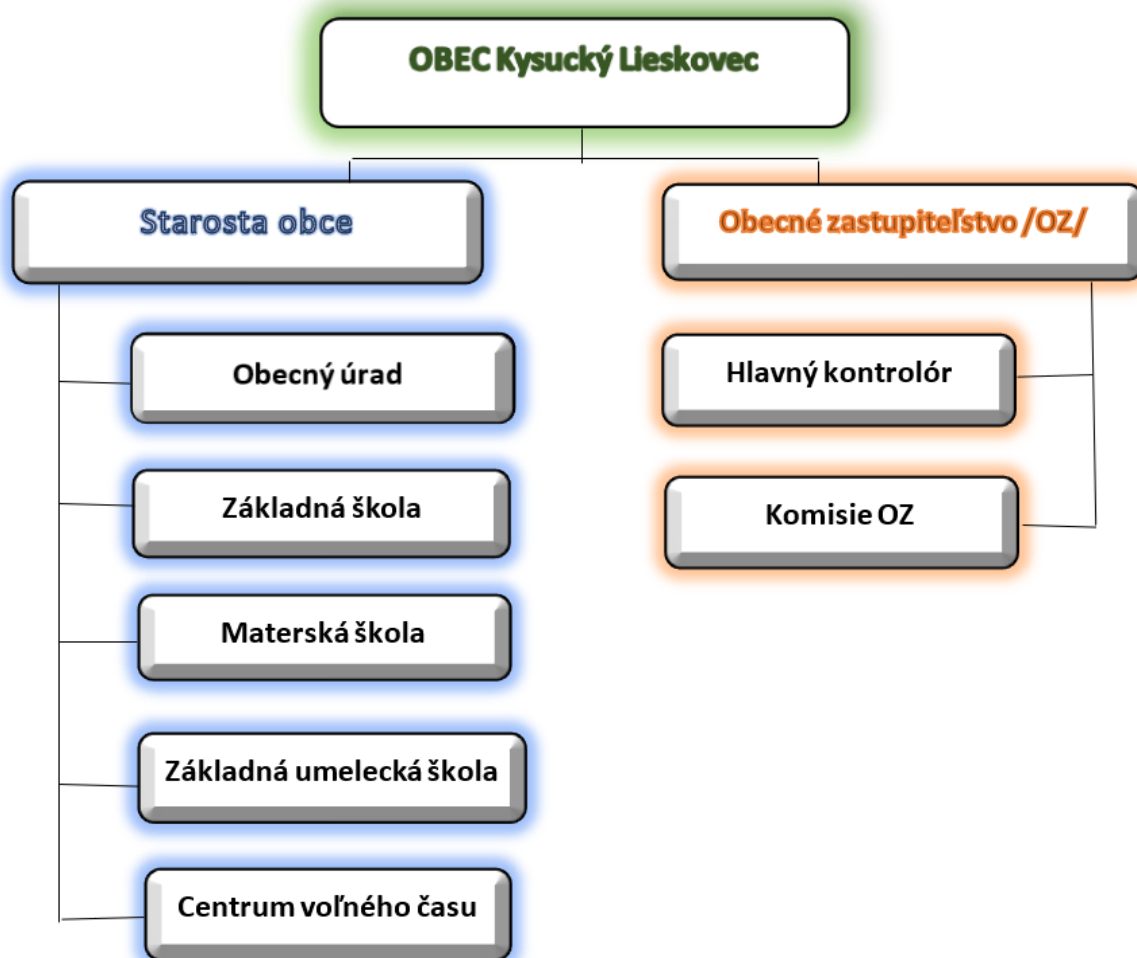 OBEC Kysucký Lieskovec
Starosta obce
Obecný úrad
Základná škola
Materská škola
Základná umelecká škola
Centrum voľného času
Obecné zastupiteľstvo /OZ/
Hlavný kontrolór
Komisie OZ